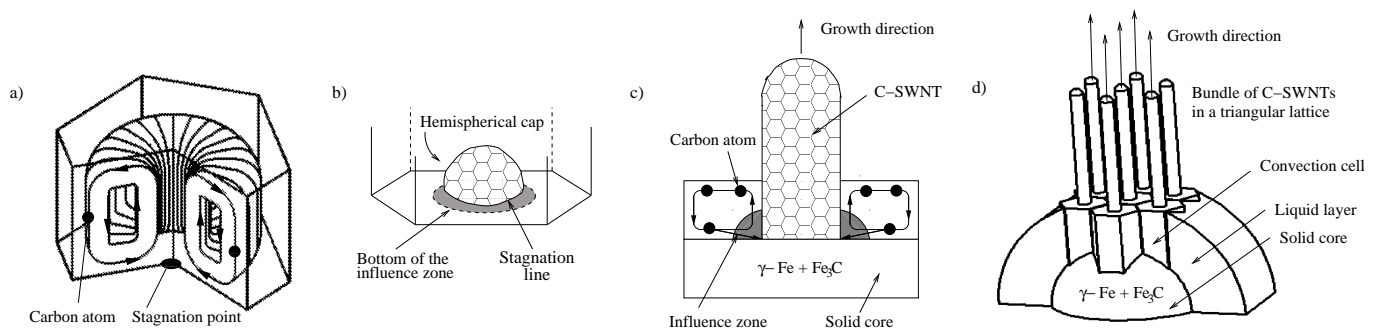 a)
Carbon atom
Stagnation point
b)
Hemispherical cap
Bottom of the
influence zone
Stagnation
line
c)
Growth direction
C−SWNT
Carbon atom
γ− Fe + Fe3C
Influence zone
Solid core
d)
Growth direction
Bundle of C−SWNTs
in a triangular lattice
Convection cell
Liquid layer
Solid core
γ− Fe + Fe3C